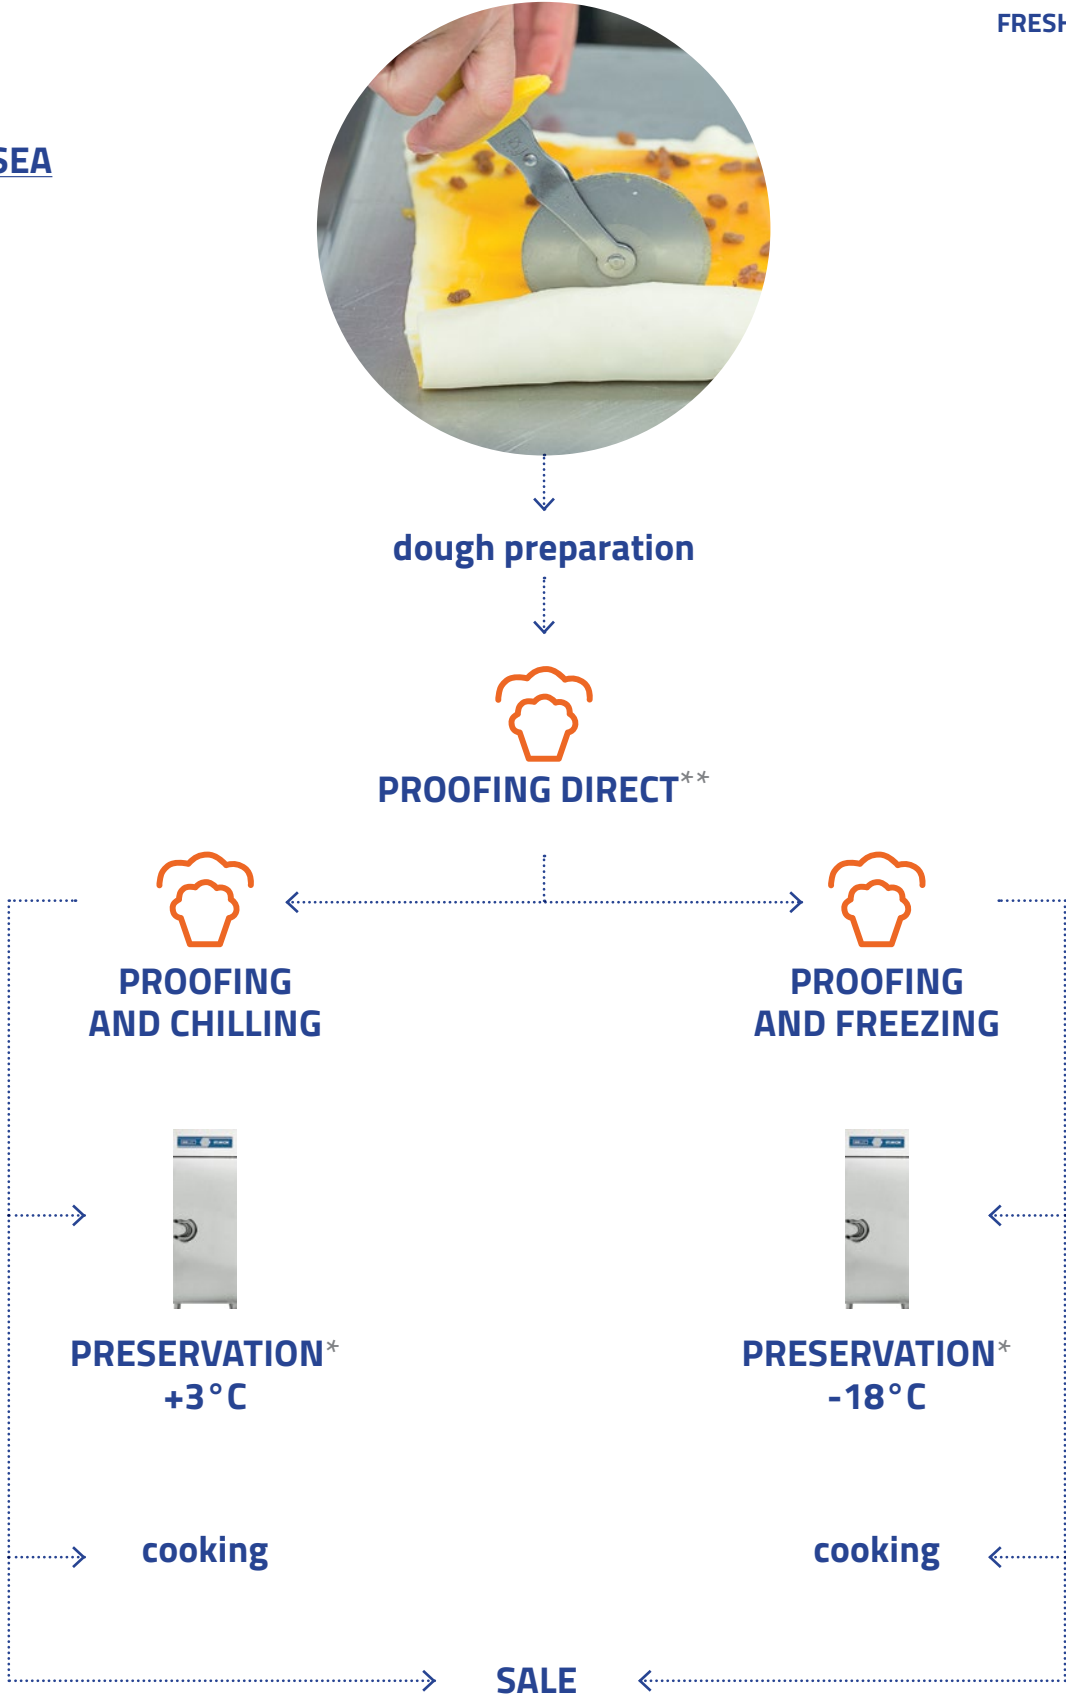 FRESH
SEA
dough preparation
PROOFING DIRECT**
PROOFING
AND CHILLING
PROOFING
AND FREEZING
PRESERVATION*
+3°C
PRESERVATION*
-18°C
cooking
cooking
SALE